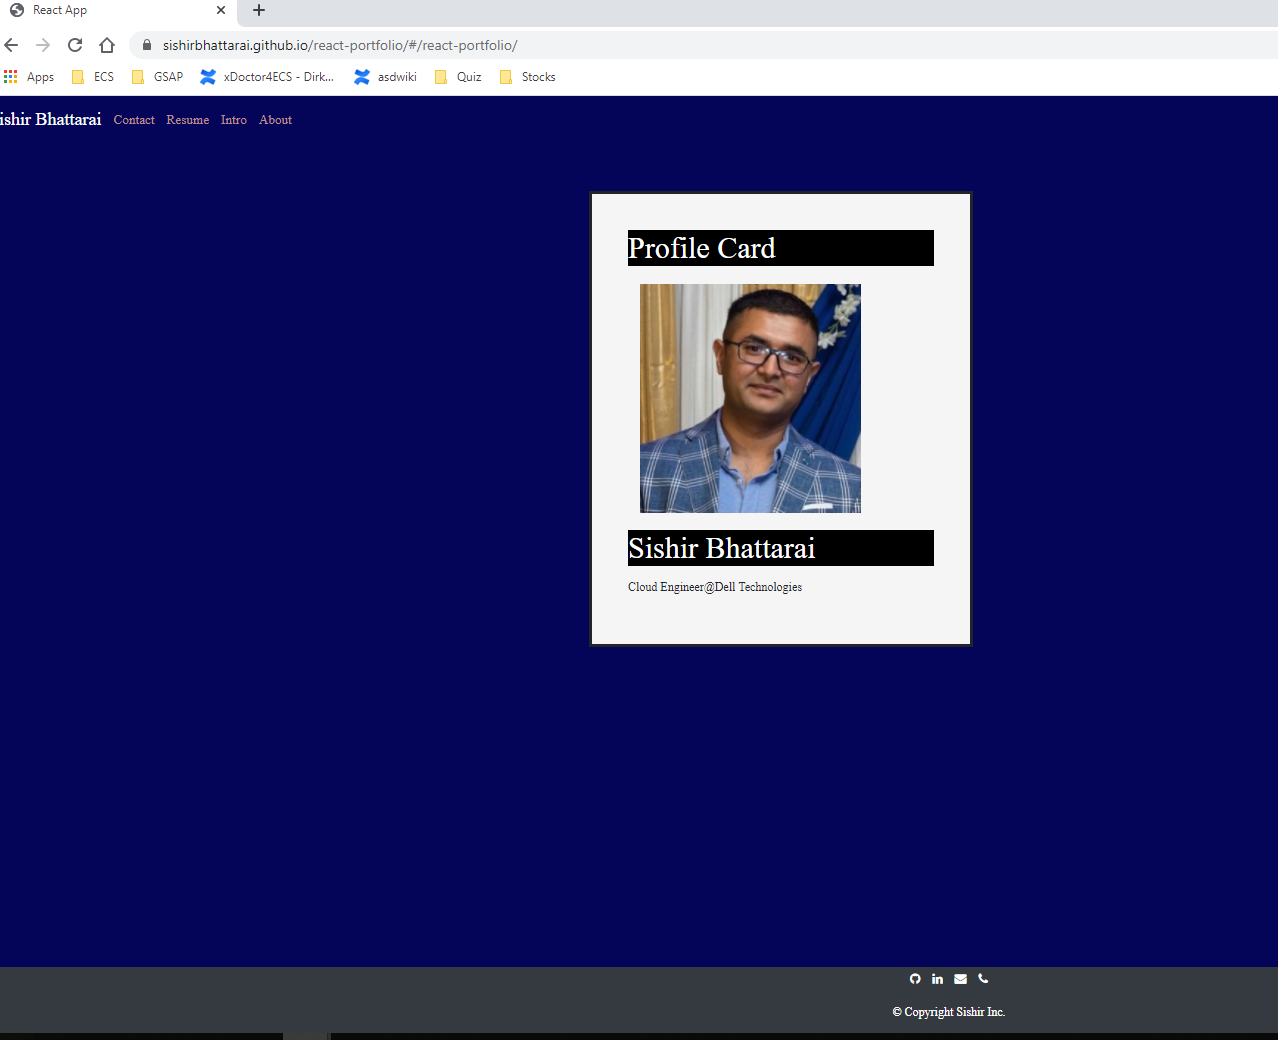 React App
sishirbhattarai.github.io/react-portfolio/#/react-portfolio/
Apps ECS GSAP xDoctor4ECS - Dirk... asdwiki Quiz Stocks
ishir Bhattarai Contact Resume Intro About
Profile Card
Sishir Bhattarai
Cloud Engineer@Dell Technologies
© Copyright Sishir Inc.